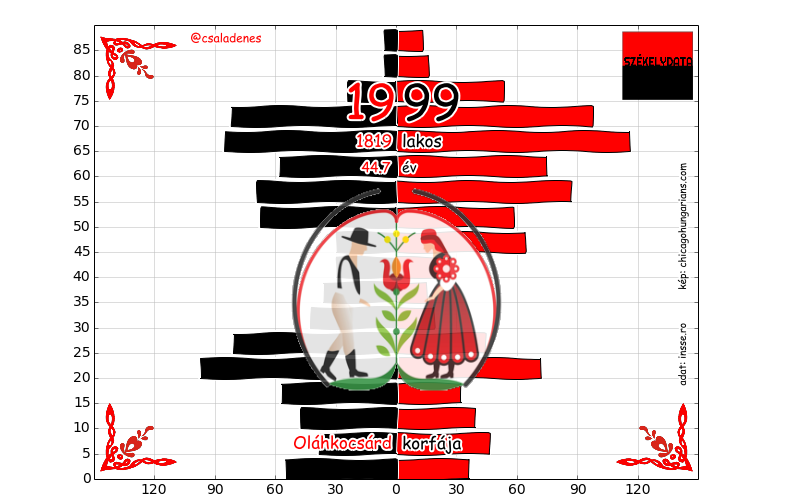 @csaladenes
SZÉKELYDATA
1999
1819 lakos
44.7 év
kép: chicagohungarians.com
adat: insse.ro
Oláhkocsárd korfája
85
80
75
70
65
60
55
50
45
40
35
30
25
20
15
10
5
0
120 90 60 30 0 30 60 90 120